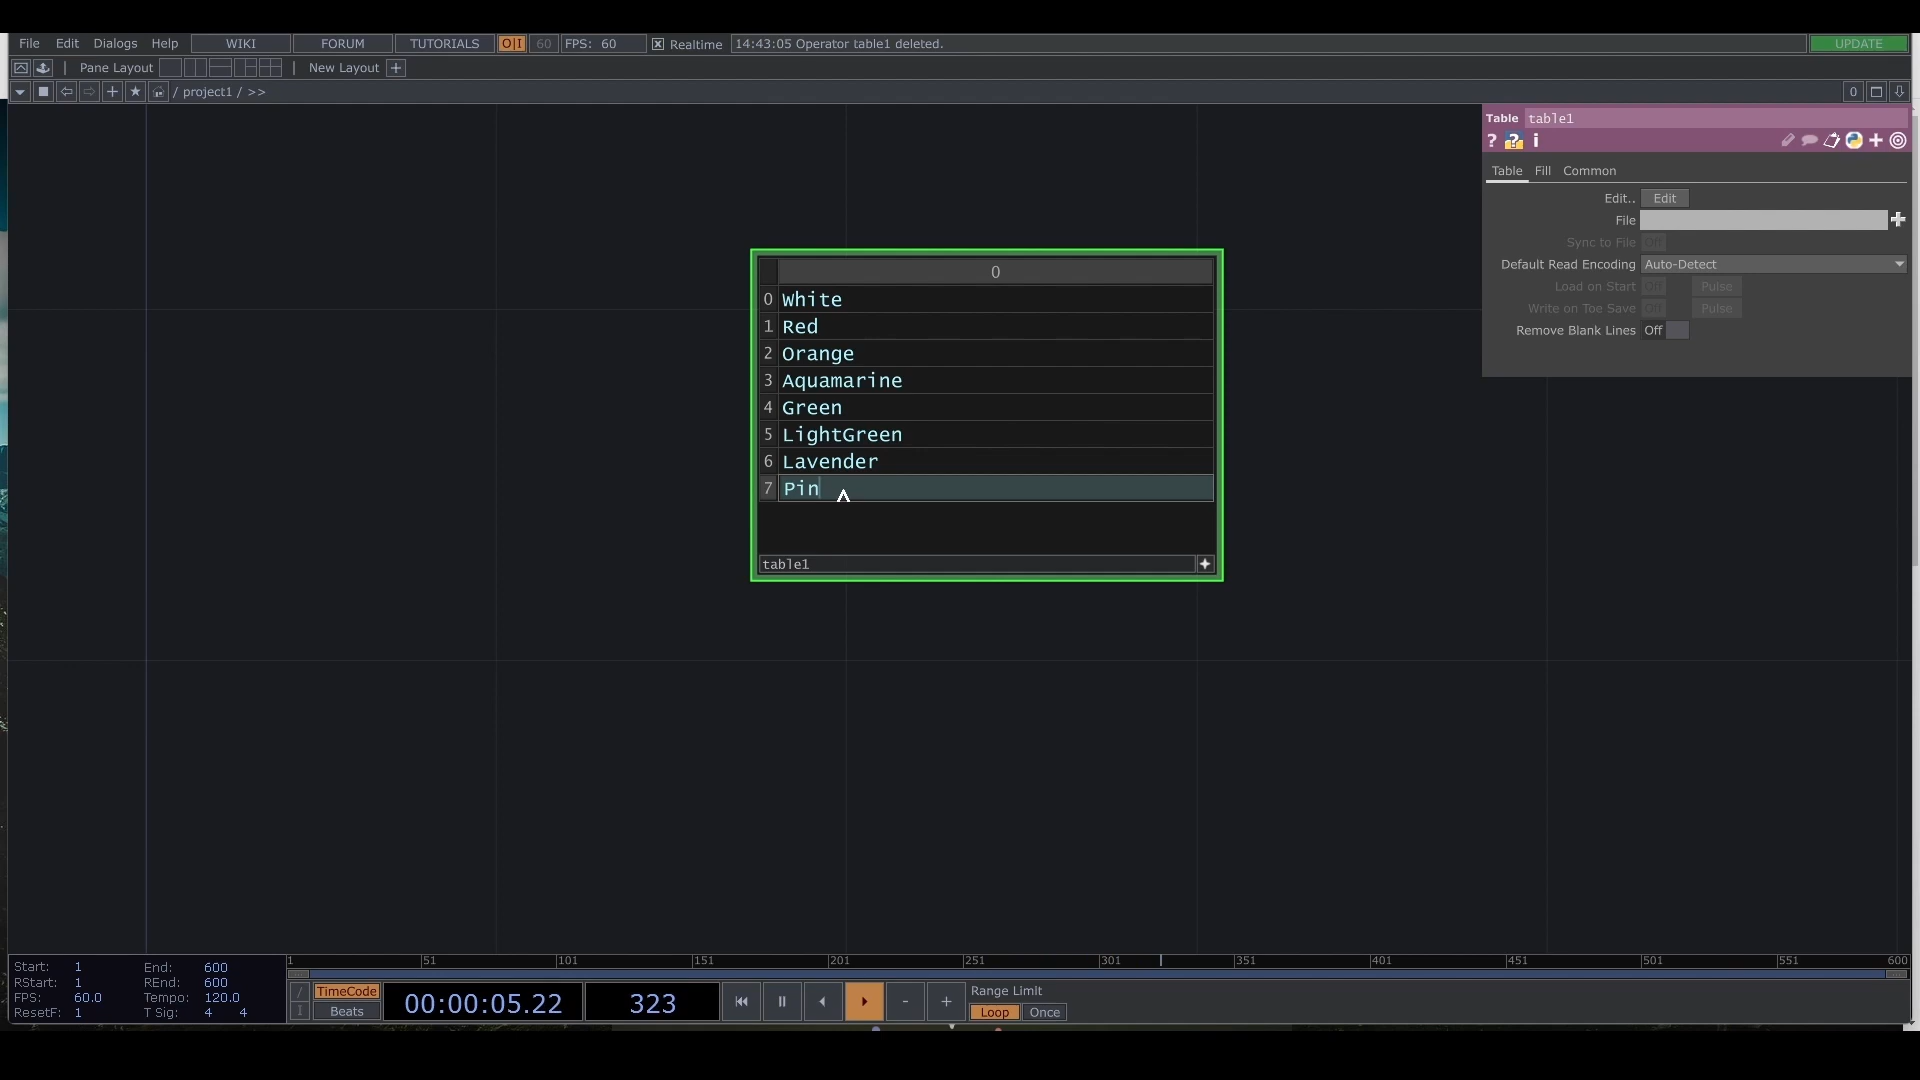 File Edit Dialogs Help WIKI FORUM TUTORIALS O|I 60 FPS: 60 Realtime 14:43:05 Operator table1 deleted. UPDATE
Pane Layout New Layout +
/ project1 / >> 0
Table table1
? ? i
Table Fill Common
Edit.. Edit
File
Sync to File Off
Default Read Encoding Auto-Detect
Load on Start Off Pulse
Write on Toe Save Off Pulse
Remove Blank Lines Off
0
0 White
1 Red
2 Orange
3 Aquamarine
4 Green
5 LightGreen
6 Lavender
7 Pin
table1
1 51 101 151 201 251 301 351 401 451 501 551 600
Start: 1 End: 600
RStart: 1 REnd: 600
FPS: 60.0 Tempo: 120.0
ResetF: 1 T Sig: 4 4
/ TimeCode
I Beats
00:00:05.22 323
- +
Range Limit
Loop Once